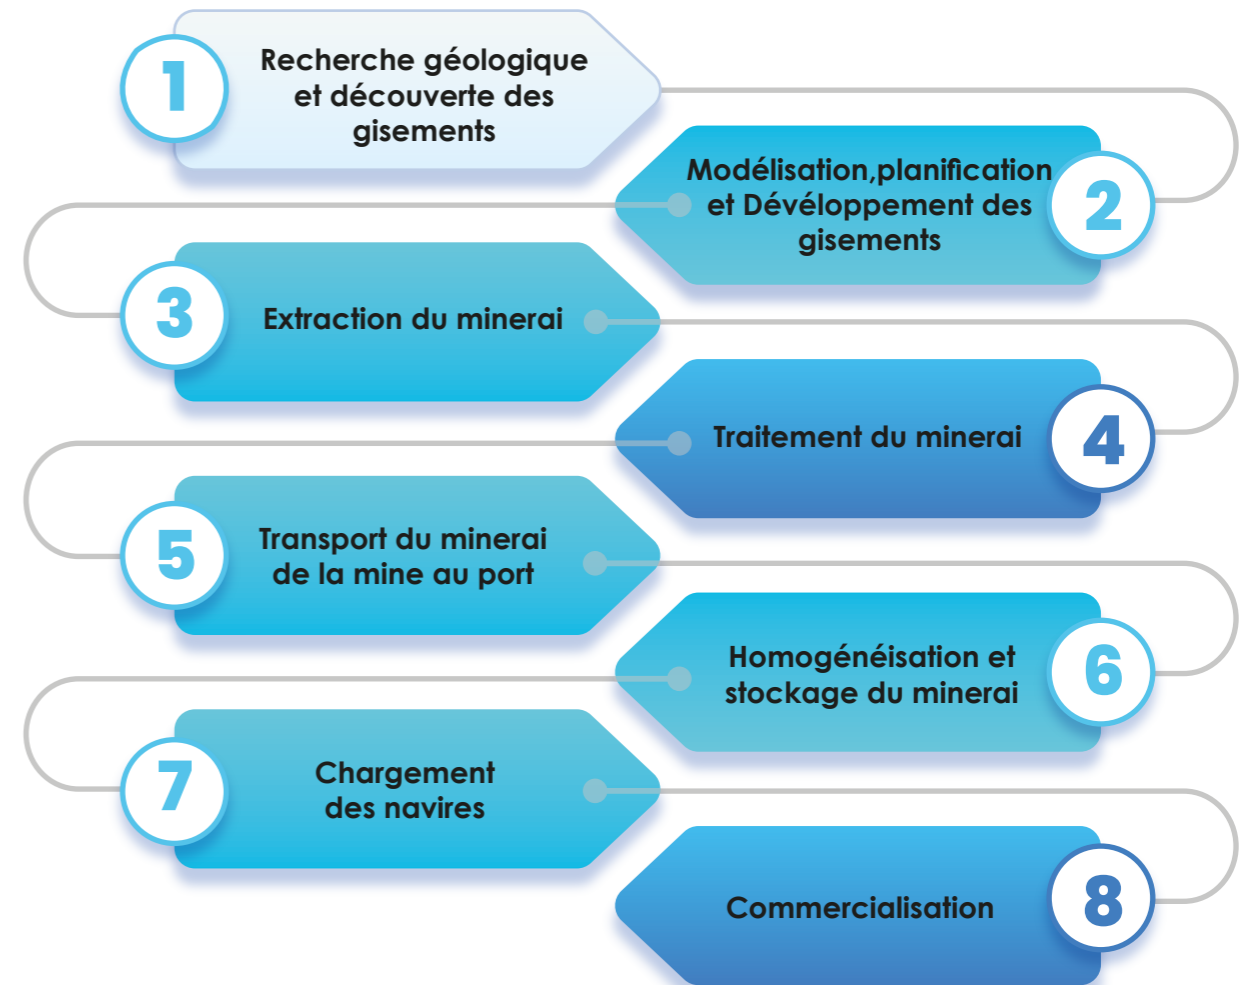 1
Recherche géologique
et découverte des
gisements
2
Modélisation,planification
et Dévéloppement des
gisements
3
Extraction du minerai
4
Traitement du minerai
5
Transport du minerai
de la mine au port
6
Homogénéisation et
stockage du minerai
7
Chargement
des navires
8
Commercialisation